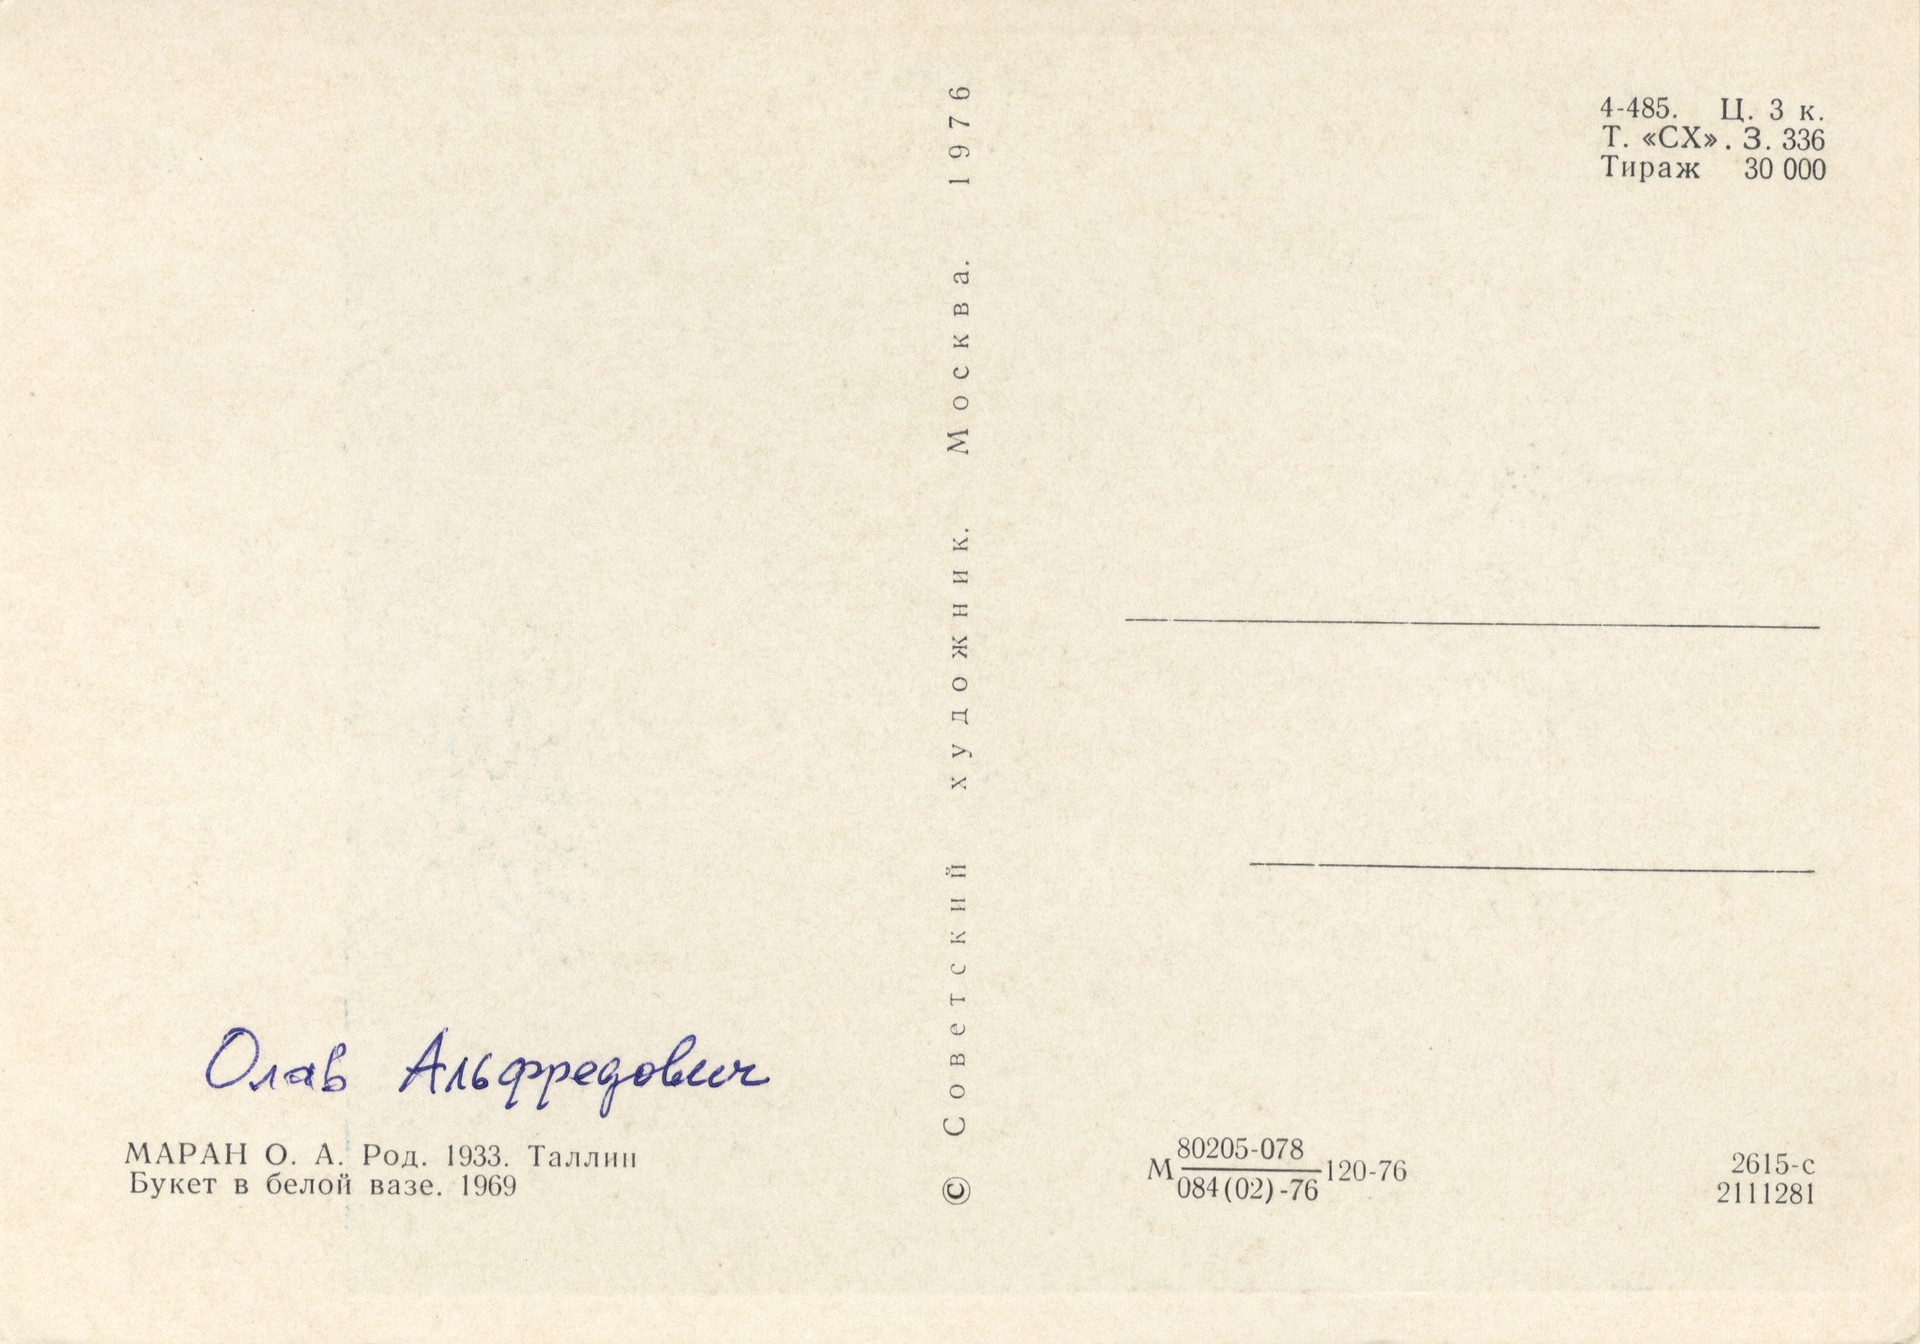 4-485. Ц. 3 к.
Т. «СХ». З. 336
Тираж 30 000
© Советский художник. Москва. 1976
Олав Альфредович
МАРАН О. А. Род. 1933. Таллин
Букет в белой вазе. 1969
М 80205-078
084(02)-76 120-76
2615-с
2111281